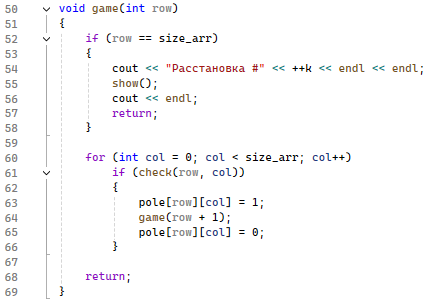 50 void game(int row)
51 {
52     if (row == size_arr)
53     {
54         cout << "Расстановка #" << ++k << endl << endl;
55         show();
56         cout << endl;
57         return;
58     }
59
60     for (int col = 0; col < size_arr; col++)
61         if (check(row, col))
62         {
63             pole[row][col] = 1;
64             game(row + 1);
65             pole[row][col] = 0;
66         }
67
68     return;
69 }